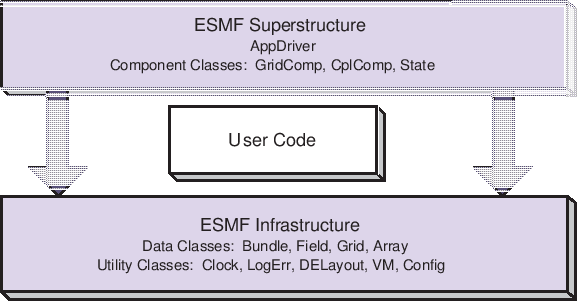 ESMF Superstructure
AppDriver
Component Classes: GridComp, CplComp, State
User Code
ESMF Infrastructure
Data Classes: Bundle, Field, Grid, Array
Utility Classes: Clock, LogErr, DELayout, VM, Config